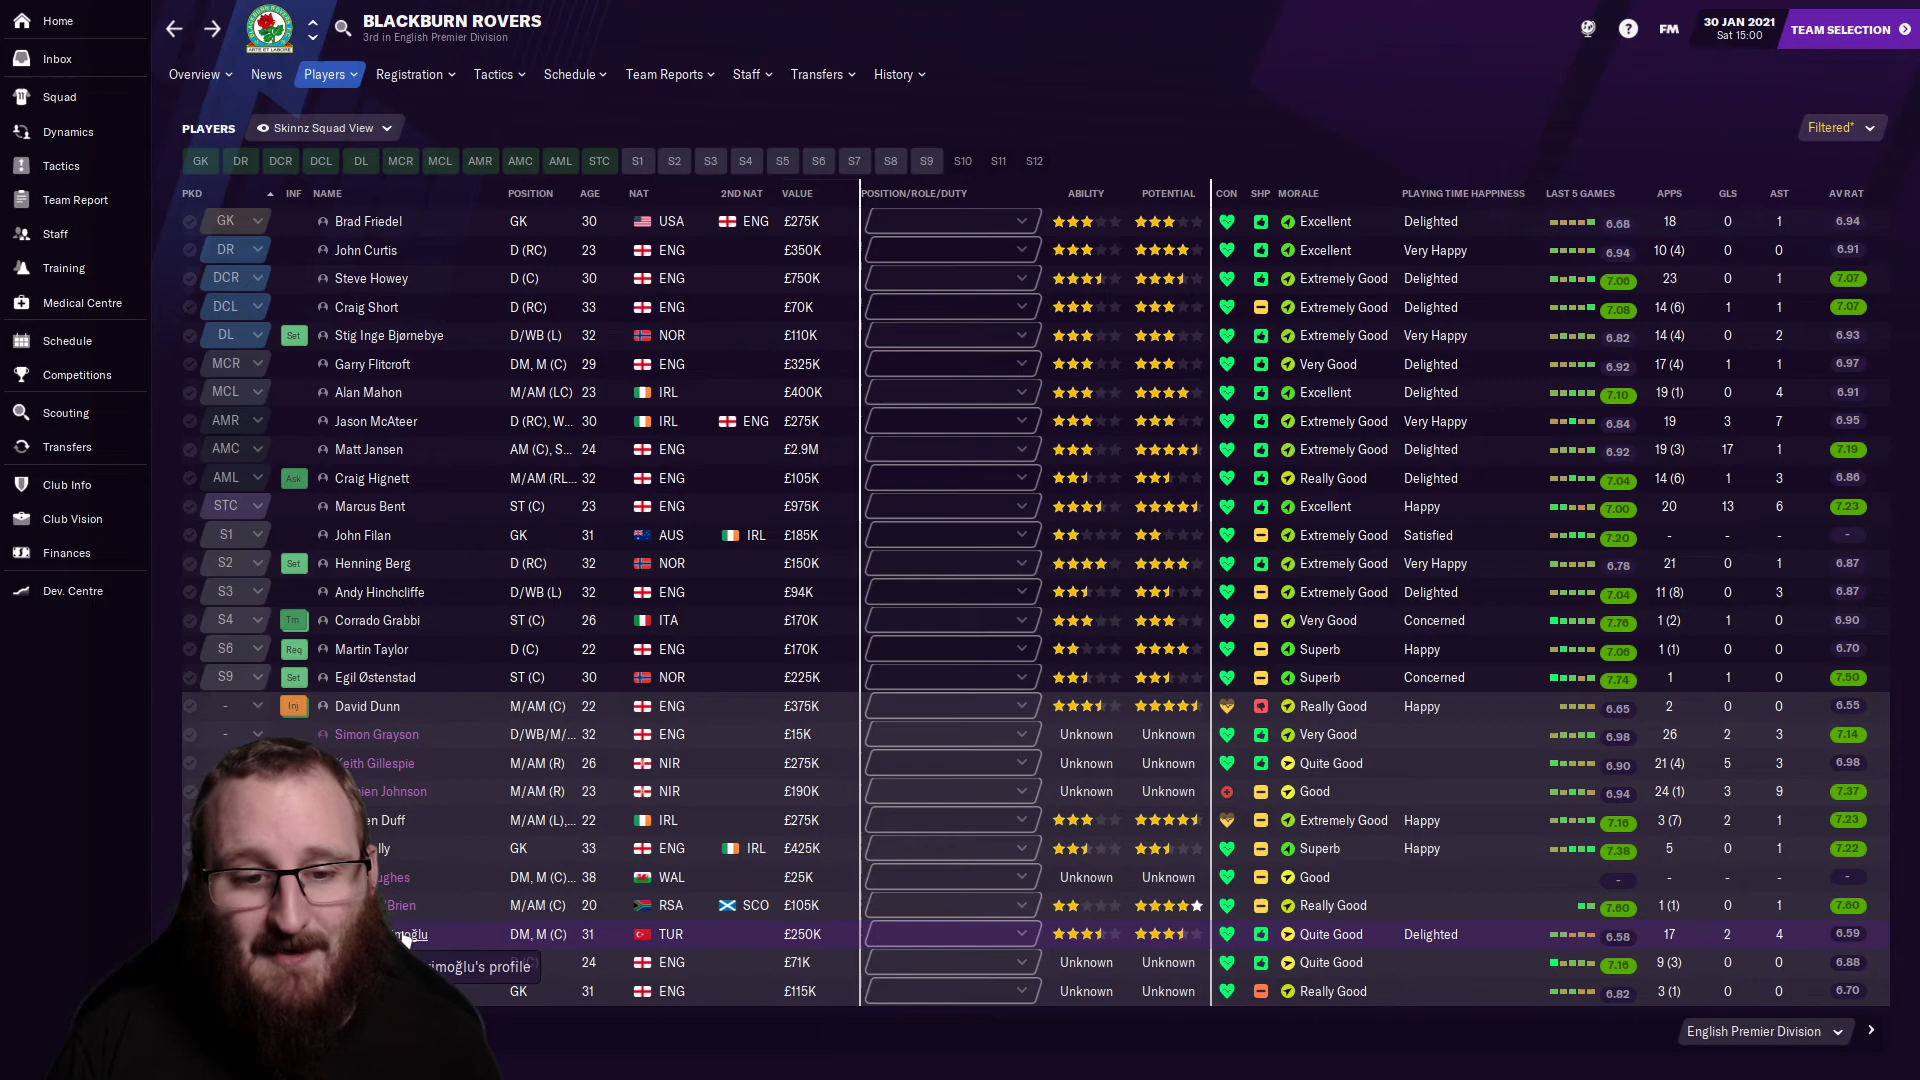 Home
Inbox
Squad
Dynamics
Tactics
Team Report
Staff
Training
Medical Centre
Schedule
Competitions
Scouting
Transfers
Club Info
Club Vision
Finances
Dev. Centre
BLACKBURN ROVERS
3rd in English Premier Division
FM
30 JAN 2021
Sat 15:00
TEAM SELECTION
Overview News Players Registration Tactics Schedule Team Reports Staff Transfers History
PLAYERS Skinnz Squad View Filtered*
GK DR DCR DCL DL MCR MCL AMR AMC AML STC S1 S2 S3 S4 S5 S6 S7 S8 S9 S10 S11 S12
PKD INF NAME POSITION AGE NAT 2ND NAT VALUE POSITION/ROLE/DUTY ABILITY POTENTIAL CON SHP MORALE PLAYING TIME HAPPINESS LAST 5 GAMES APPS GLS AST AV RAT
GK Brad Friedel GK 30 USA ENG £275K Excellent Delighted 6.68 18 0 1 6.94
DR John Curtis D (RC) 23 ENG £350K Excellent Very Happy 6.94 10 (4) 0 0 6.91
DCR Steve Howey D (C) 30 ENG £750K Extremely Good Delighted 7.06 23 0 1 7.07
DCL Craig Short D (RC) 33 ENG £70K Extremely Good Delighted 7.08 14 (6) 1 1 7.07
DL Set Stig Inge Bjørnebye D/WB (L) 32 NOR £110K Extremely Good Very Happy 6.82 14 (4) 0 2 6.93
MCR Garry Flitcroft DM, M (C) 29 ENG £325K Very Good Delighted 6.92 17 (4) 1 1 6.97
MCL Alan Mahon M/AM (LC) 23 IRL £400K Excellent Delighted 7.10 19 (1) 0 4 6.91
AMR Jason McAteer D (RC), W... 30 IRL ENG £275K Extremely Good Very Happy 6.84 19 3 7 6.95
AMC Matt Jansen AM (C), S... 24 ENG £2.9M Extremely Good Delighted 6.92 19 (3) 17 1 7.19
AML Ask Craig Hignett M/AM (RL... 32 ENG £105K Really Good Delighted 7.04 14 (6) 1 3 6.86
STC Marcus Bent ST (C) 23 ENG £975K Excellent Happy 7.00 20 13 6 7.23
S1 John Filan GK 31 AUS IRL £185K Extremely Good Satisfied 7.20 - - - -
S2 Set Henning Berg D (RC) 32 NOR £150K Extremely Good Very Happy 6.78 21 0 1 6.87
S3 Andy Hinchcliffe D/WB (L) 32 ENG £94K Extremely Good Delighted 7.04 11 (8) 0 3 6.87
S4 Trn Corrado Grabbi ST (C) 26 ITA £170K Very Good Concerned 7.76 1 (2) 1 0 6.90
S6 Req Martin Taylor D (C) 22 ENG £170K Superb Happy 7.06 1 (1) 0 0 6.70
S9 Set Egil Østenstad ST (C) 30 NOR £225K Superb Concerned 7.74 1 1 0 7.50
- Inj David Dunn M/AM (C) 22 ENG £375K Really Good Happy 6.65 2 0 0 6.55
- Simon Grayson D/WB/M/... 32 ENG £15K Unknown Unknown Very Good 6.98 26 2 3 7.14
Keith Gillespie M/AM (R) 26 NIR £275K Unknown Unknown Quite Good 6.90 21 (4) 5 3 6.98
Johnson M/AM (R) 23 NIR £190K Unknown Unknown Good 6.94 24 (1) 3 9 7.37
Duff M/AM (L),... 22 IRL £275K Extremely Good Happy 7.16 3 (7) 2 1 7.23
GK 33 ENG IRL £425K Superb Happy 7.38 5 0 1 7.22
DM, M (C)... 38 WAL £25K Unknown Unknown Good - - - - -
M/AM (C) 20 RSA SCO £105K Really Good 7.60 1 (1) 0 1 7.60
DM, M (C) 31 TUR £250K Quite Good Delighted 6.58 17 2 4 6.59
24 ENG £71K Unknown Unknown Quite Good 7.16 9 (3) 0 0 6.88
profile
GK 31 ENG £115K Unknown Unknown Really Good 6.82 3 (1) 0 0 6.70
English Premier Division